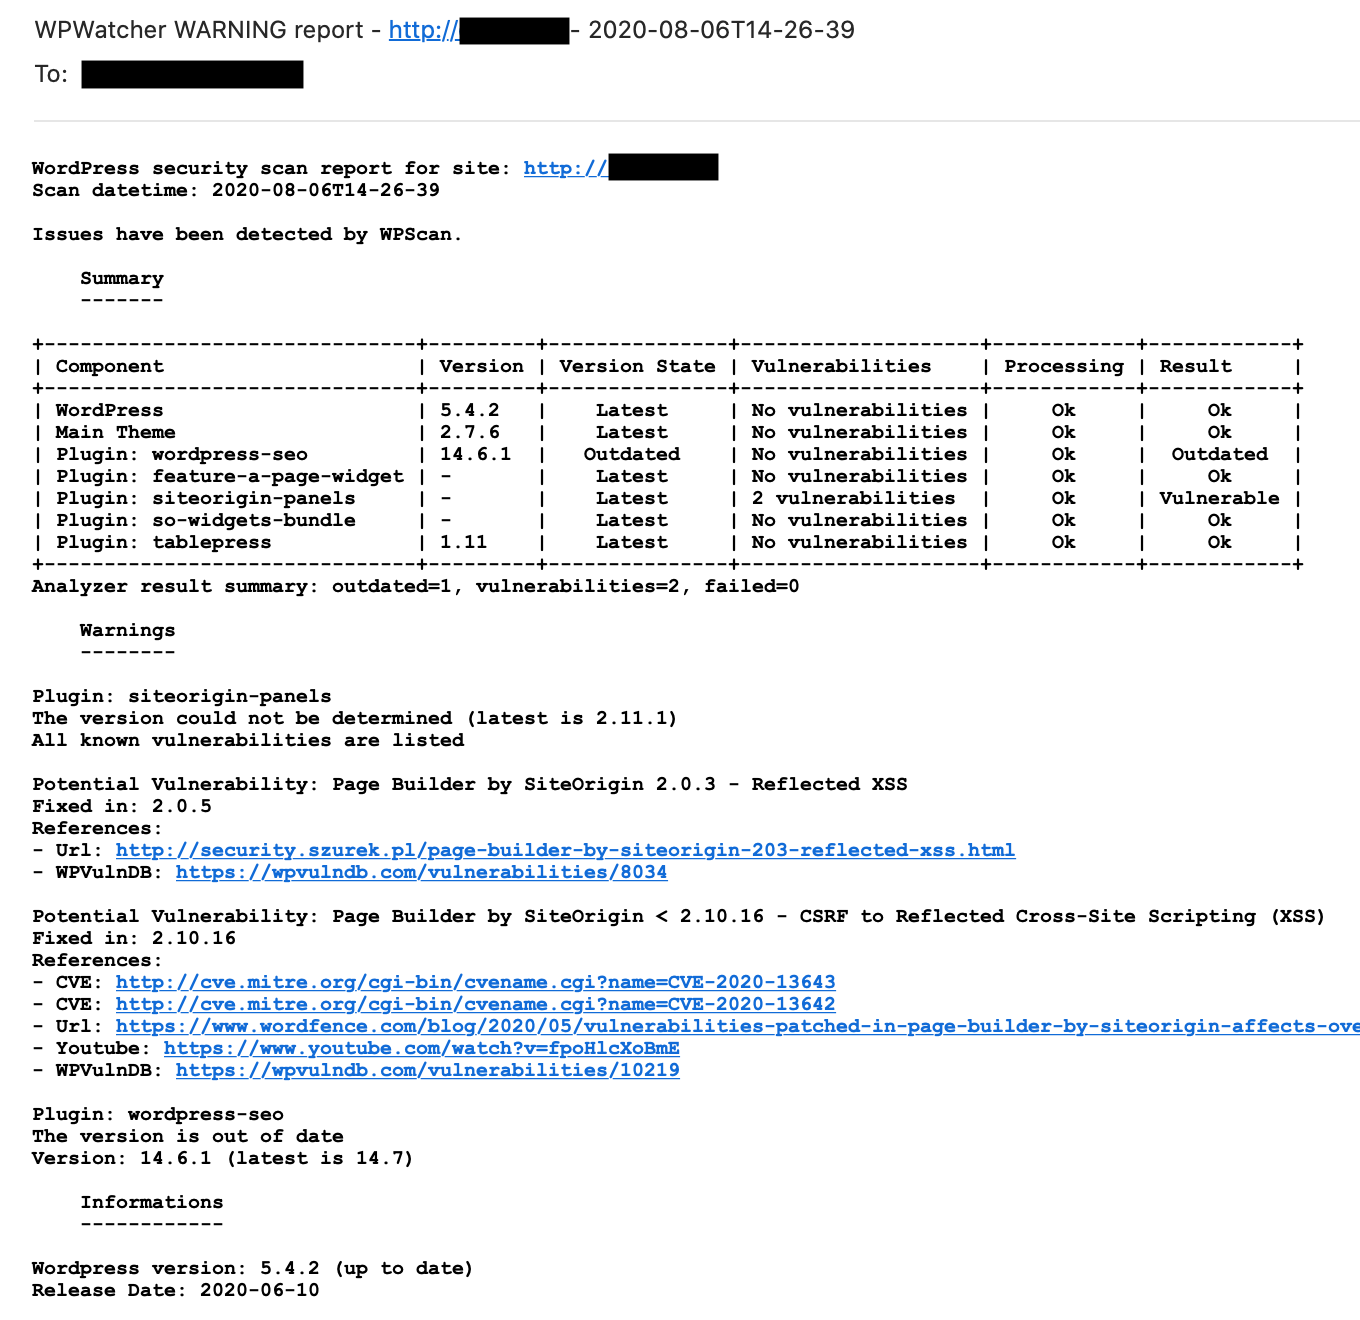 WPWatcher WARNING report - http:// - 2020-08-06T14-26-39
To:
WordPress security scan report for site: http://
Scan datetime: 2020-08-06T14-26-39
Issues have been detected by WPScan.
Summary
-------
+-------------------------------+---------+---------------+--------------------+------------+------------+
| Component                     | Version | Version State | Vulnerabilities    | Processing | Result     |
+-------------------------------+---------+---------------+--------------------+------------+------------+
| WordPress                     | 5.4.2   |    Latest     | No vulnerabilities |     Ok     |     Ok     |
| Main Theme                    | 2.7.6   |    Latest     | No vulnerabilities |     Ok     |     Ok     |
| Plugin: wordpress-seo         | 14.6.1  |   Outdated    | No vulnerabilities |     Ok     |  Outdated  |
| Plugin: feature-a-page-widget | -       |    Latest     | No vulnerabilities |     Ok     |     Ok     |
| Plugin: siteorigin-panels     | -       |    Latest     | 2 vulnerabilities  |     Ok     | Vulnerable |
| Plugin: so-widgets-bundle     | -       |    Latest     | No vulnerabilities |     Ok     |     Ok     |
| Plugin: tablepress            | 1.11    |    Latest     | No vulnerabilities |     Ok     |     Ok     |
+-------------------------------+---------+---------------+--------------------+------------+------------+
Analyzer result summary: outdated=1, vulnerabilities=2, failed=0
Warnings
--------
Plugin: siteorigin-panels
The version could not be determined (latest is 2.11.1)
All known vulnerabilities are listed
Potential Vulnerability: Page Builder by SiteOrigin 2.0.3 - Reflected XSS
Fixed in: 2.0.5
References:
- Url: http://security.szurek.pl/page-builder-by-siteorigin-203-reflected-xss.html
- WPVulnDB: https://wpvulndb.com/vulnerabilities/8034
Potential Vulnerability: Page Builder by SiteOrigin < 2.10.16 - CSRF to Reflected Cross-Site Scripting (XSS)
Fixed in: 2.10.16
References:
- CVE: http://cve.mitre.org/cgi-bin/cvename.cgi?name=CVE-2020-13643
- CVE: http://cve.mitre.org/cgi-bin/cvename.cgi?name=CVE-2020-13642
- Url: https://www.wordfence.com/blog/2020/05/vulnerabilities-patched-in-page-builder-by-siteorigin-affects-ove
- Youtube: https://www.youtube.com/watch?v=fpoHlcXoBmE
- WPVulnDB: https://wpvulndb.com/vulnerabilities/10219
Plugin: wordpress-seo
The version is out of date
Version: 14.6.1 (latest is 14.7)
Informations
------------
Wordpress version: 5.4.2 (up to date)
Release Date: 2020-06-10